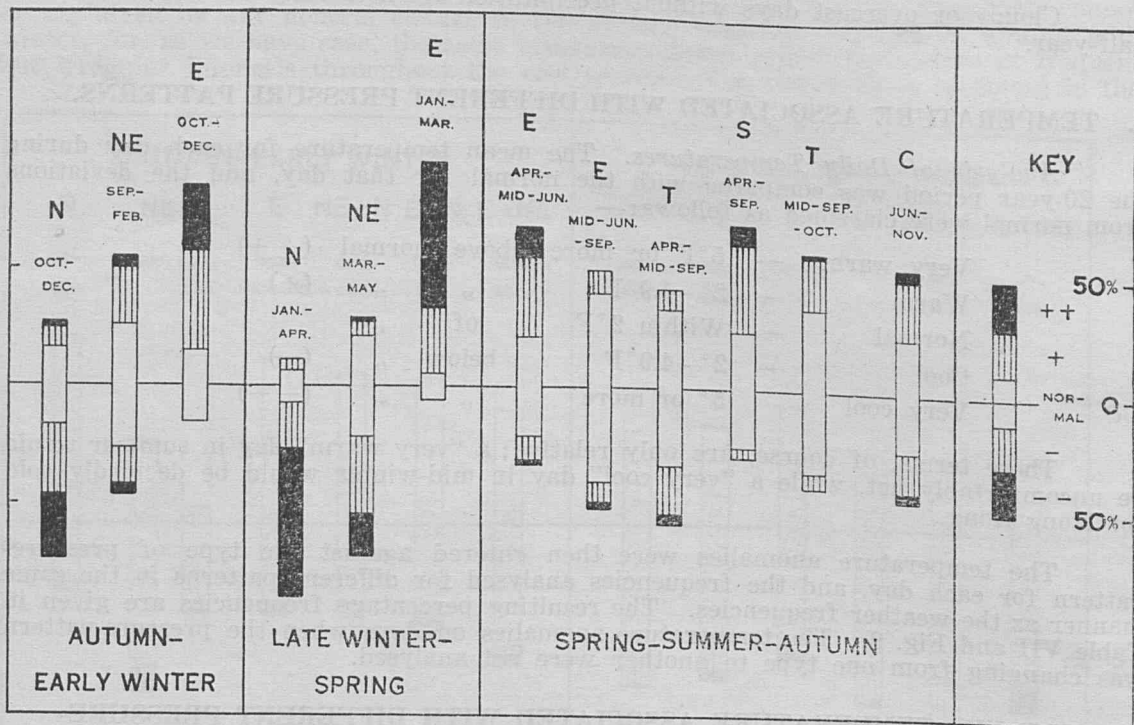 N
OCT.-
DEC.
NE
SEP.-
FEB.
E
OCT.-
DEC.
AUTUMN-
EARLY WINTER
N
JAN.-
APR.
NE
MAR.-
MAY
E
JAN.-
MAR.
LATE WINTER-
SPRING
E
APR.-
MID-JUN.
E
MID-JUN.
-SEP.
T
APR.-
MID-SEP.
S
APR.-
SEP.
T
MID-SEP.
-OCT.
C
JUN.-
NOV.
SPRING-SUMMER-AUTUMN
KEY
50%
++
+
NOR-
MAL
0
-
--
50%